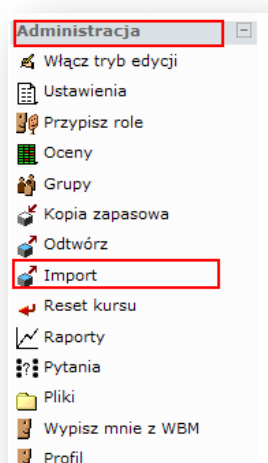 Administracja
Włącz tryb edycji
Ustawienia
Przypisz role
Oceny
Grupy
Kopia zapasowa
Odtwórz
Import
Reset kursu
Raporty
Pytania
Pliki
Wypisz mnie z WBM
Profil